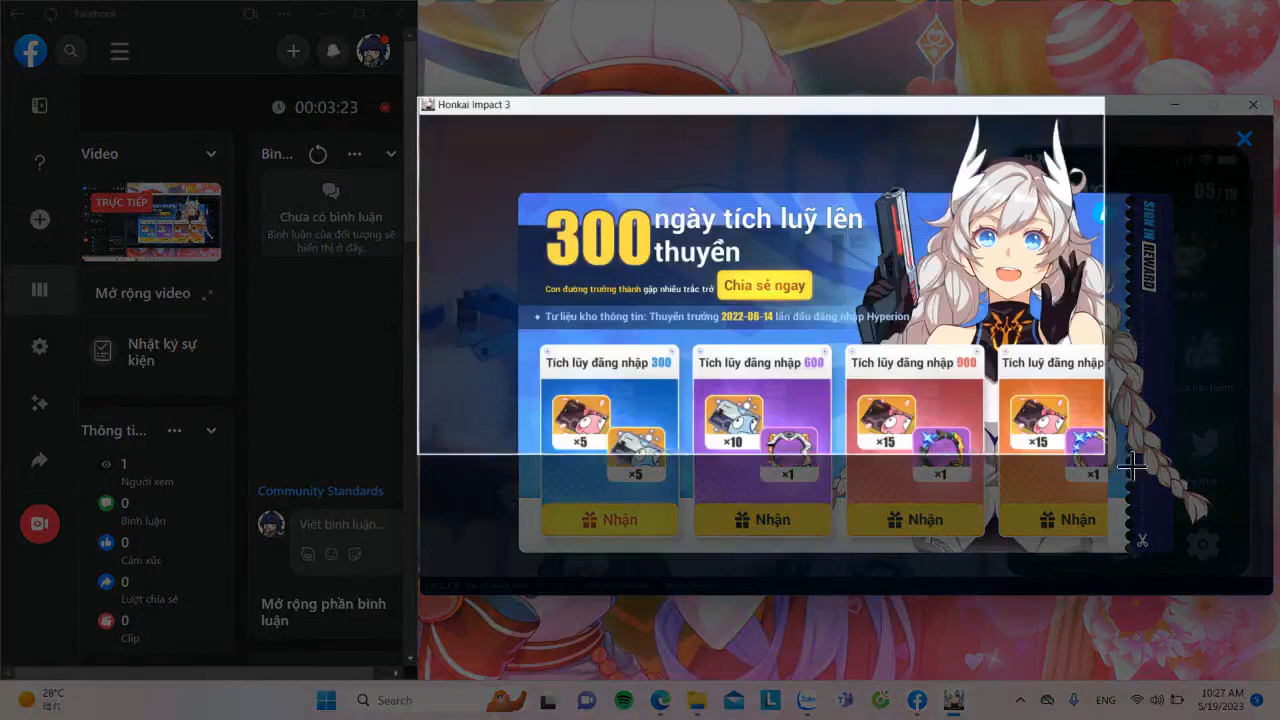 Facebook
00:03:23
Video
Bìn...
TRỰC TIẾP
Chưa có bình luận
Bình luận của đối tượng sẽ
hiển thị ở đây.
Mở rộng video
Nhật ký sự
kiện
Thông ti...
1
Người xem
0
Bình luận
0
Cảm xúc
0
Lượt chia sẻ
0
Clip
Community Standards
Viết bình luận...
Mở rộng phần bình
luận
Honkai Impact 3
300 ngày tích luỹ lên
thuyền
Con đường trưởng thành gặp nhiều trắc trở
Chia sẻ ngay
Tư liệu kho thông tin: Thuyền trưởng 2022-06-14 lần đầu đăng nhập Hyperion
Tích lũy đăng nhập 300
×5
×5
Nhận
Tích lũy đăng nhập 600
×10
×1
Nhận
Tích lũy đăng nhập 900
×15
×1
Nhận
Tích luỹ đăng nhập
×15
×1
Nhận
SIGN IN
REWARD
05/18
28°C
晴れ
Search
Zalo
ENG
10:27 AM
5/19/2023